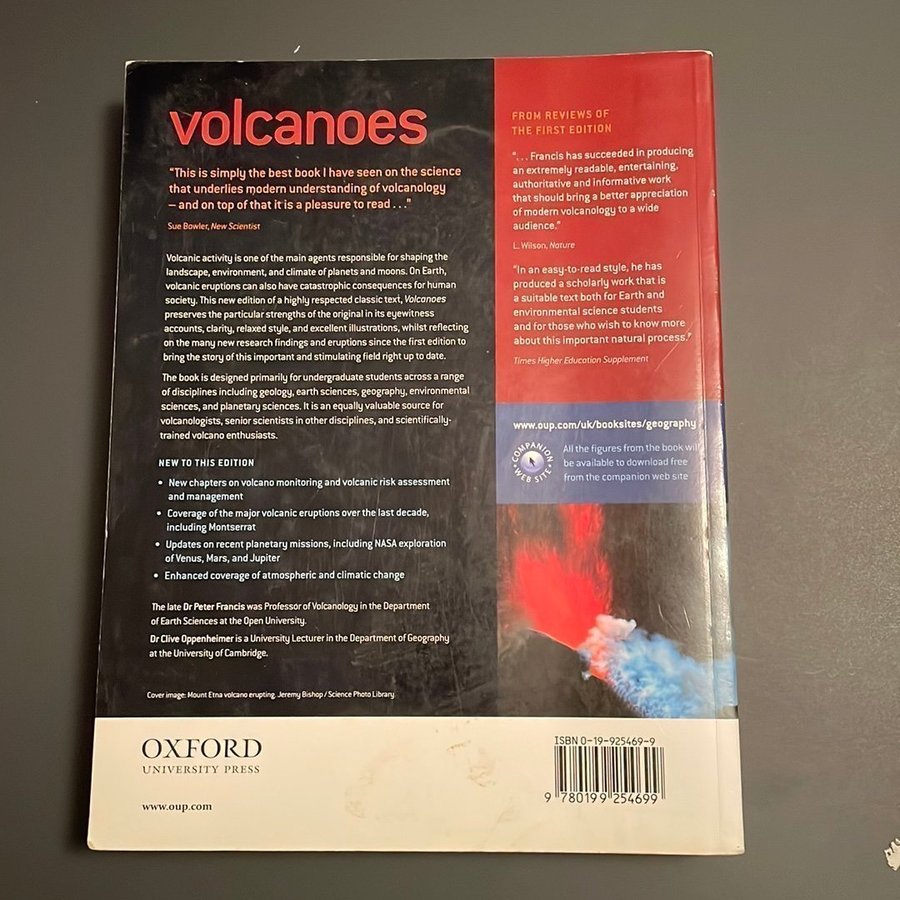 volcanoes
"This is simply the best book I have seen on the science
that underlies modern understanding of volcanology
– and on top of that it is a pleasure to read . . ."
Sue Bowler, New Scientist
Volcanic activity is one of the main agents responsible for shaping the
landscape, environment, and climate of planets and moons. On Earth,
volcanic eruptions can also have catastrophic consequences for human
society. This new edition of a highly respected classic text, Volcanoes
preserves the particular strengths of the original in its eyewitness
accounts, clarity, relaxed style, and excellent illustrations, whilst reflecting
on the many new research findings and eruptions since the first edition to
bring the story of this important and stimulating field right up to date.
The book is designed primarily for undergraduate students across a range
of disciplines including geology, earth sciences, geography, environmental
sciences, and planetary sciences. It is an equally valuable source for
volcanologists, senior scientists in other disciplines, and scientifically-
trained volcano enthusiasts.
NEW TO THIS EDITION
• New chapters on volcano monitoring and volcanic risk assessment
and management
• Coverage of the major volcanic eruptions over the last decade,
including Montserrat
• Updates on recent planetary missions, including NASA exploration
of Venus, Mars, and Jupiter
• Enhanced coverage of atmospheric and climatic change
The late Dr Peter Francis was Professor of Volcanology in the Department
of Earth Sciences at the Open University.
Dr Clive Oppenheimer is a University Lecturer in the Department of Geography
at the University of Cambridge.
Cover image: Mount Etna volcano erupting, Jeremy Bishop / Science Photo Library.
FROM REVIEWS OF
THE FIRST EDITION
". . . Francis has succeeded in producing
an extremely readable, entertaining,
authoritative and informative work
that should bring a better appreciation
of modern volcanology to a wide
audience."
L. Wilson, Nature
"In an easy-to-read style, he has
produced a scholarly work that is
a suitable text both for Earth and
environmental science students
and for those who wish to know more
about this important natural process."
Times Higher Education Supplement
www.oup.com/uk/booksites/geography
COMPANION
WEB SITE
All the figures from the book will
be available to download free
from the companion web site
OXFORD
UNIVERSITY PRESS
www.oup.com
ISBN 0-19-925469-9
9 780199 254699